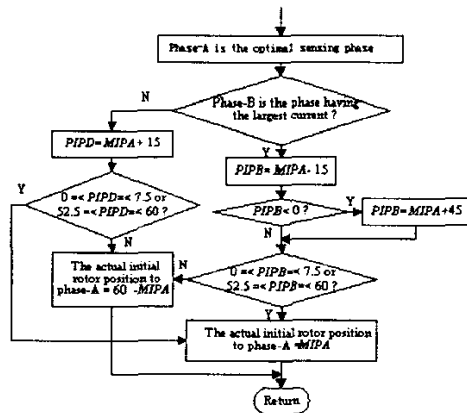 Phase-A is the optimal sensing phase
N
Phase-B is the phase having
the largest current ?
PIPD= MIPA + 15
Y
PIPB= MIPA- 15
Y
0 =< PIPD=< 7.5 or
52.5 =< PIPD=< 60 ?
PIPB< 0 ?
Y
PIPB= MIPA+45
N
N
The actual initial
rotor position to
phase-A = 60 -MIPA
N
0 =< PIPB=< 7.5 or
52.5 =< PIPB=< 60 ?
Y
The actual initial rotor position
to phase-A =MIPA
Return